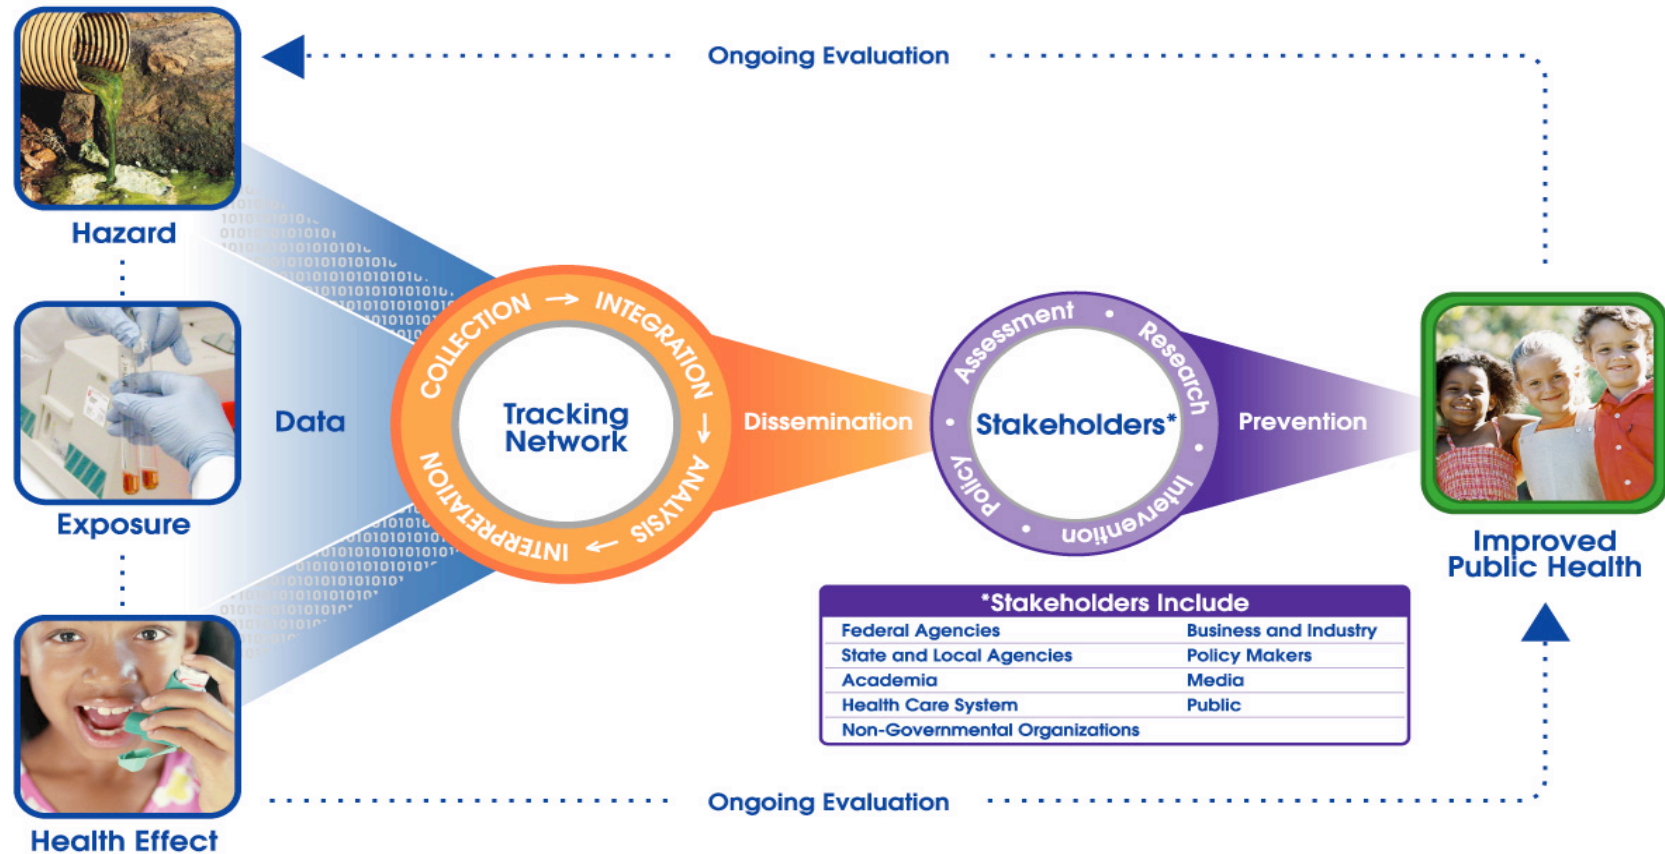 Ongoing Evaluation
Hazard
Exposure
Health Effect
Data
COLLECTION → INTEGRATION → ANALYSIS → INTERPRETATION
Tracking
Network
Dissemination
Assessment • Research • Intervention • Policy •
Stakeholders*
Prevention
Improved
Public Health
*Stakeholders Include
Federal Agencies
Business and Industry
State and Local Agencies
Policy Makers
Academia
Media
Health Care System
Public
Non-Governmental Organizations
Ongoing Evaluation